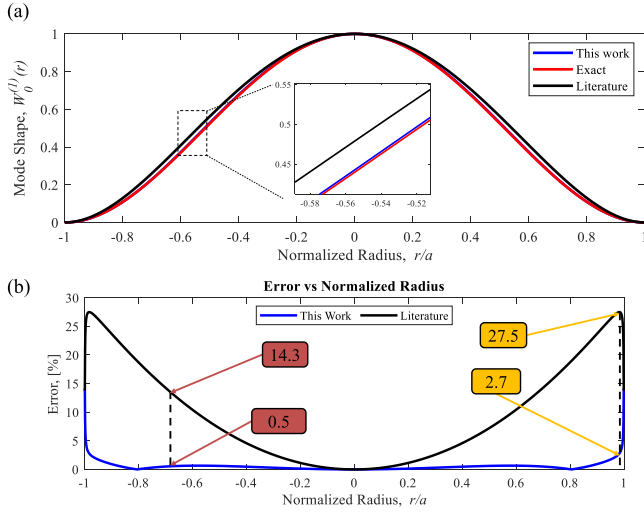 (a)
Mode Shape, W₀⁽¹⁾(r)
1
0.8
0.6
0.4
0.2
0
This work
Exact
Literature
0.55
0.5
0.45
-0.58 -0.56 -0.54 -0.52
-1 -0.8 -0.6 -0.4 -0.2 0 0.2 0.4 0.6 0.8 1
Normalized Radius, r/a
(b)
Error vs Normalized Radius
Error, [%]
30
25
20
15
10
5
0
This Work Literature
14.3
0.5
27.5
2.7
-1 -0.8 -0.6 -0.4 -0.2 0 0.2 0.4 0.6 0.8 1
Normalized Radius, r/a